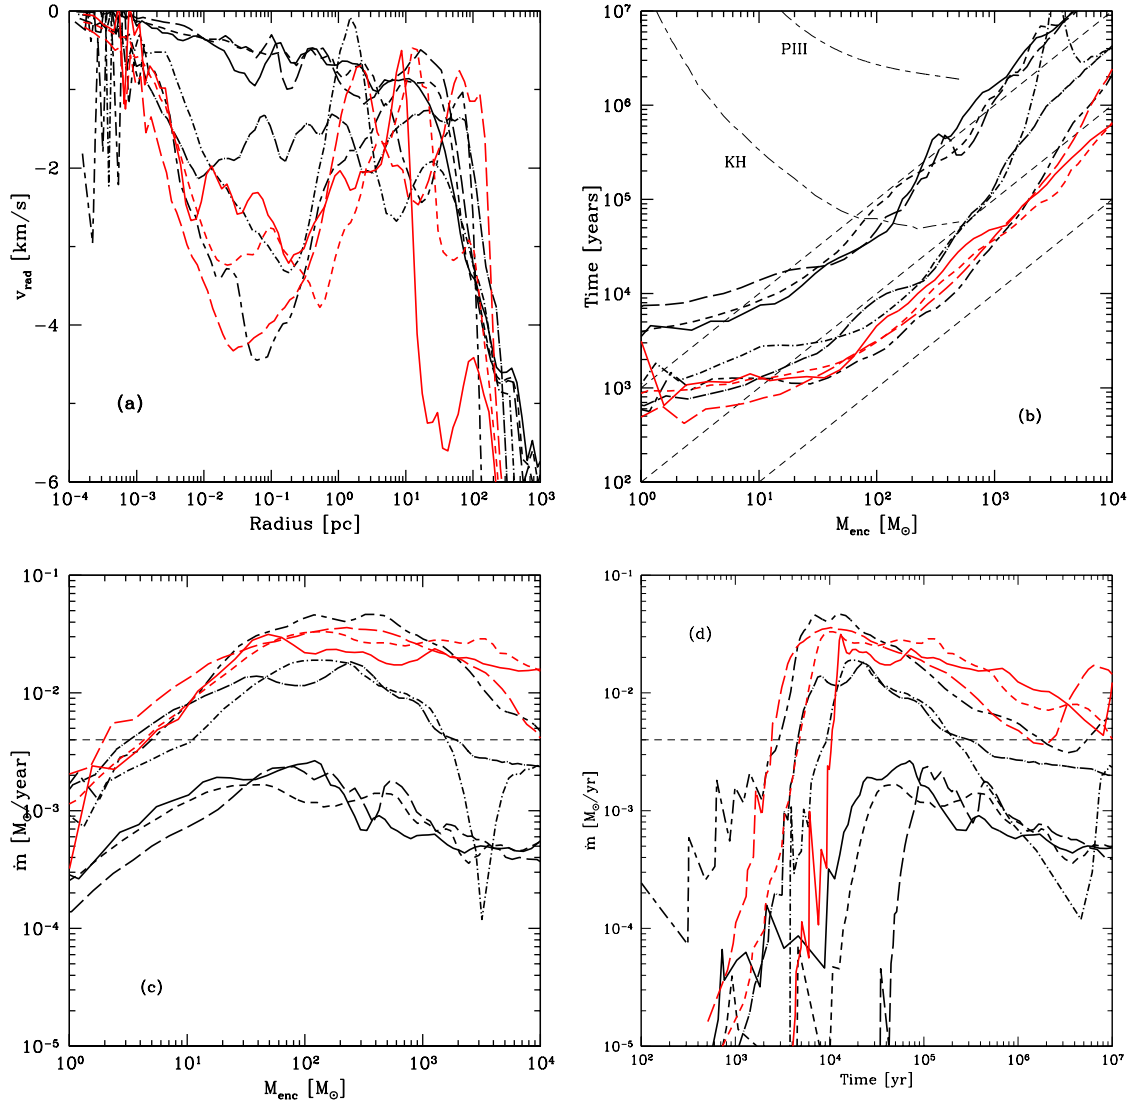 0
−2
−4
−6
v_rad [km/s]
(a)
10^−4 10^−3 10^−2 10^−1 10^0 10^1 10^2 10^3
Radius [pc]
10^7
10^6
10^5
10^4
10^3
10^2
Time [years]
PIII
KH
(b)
10^0 10^1 10^2 10^3 10^4
M_enc [M_⊙]
10^−1
10^−2
10^−3
10^−4
10^−5
ṁ [M_⊙/year]
(c)
10^0 10^1 10^2 10^3 10^4
M_enc [M_⊙]
10^−1
10^−2
10^−3
10^−4
10^−5
ṁ [M_⊙/yr]
(d)
10^2 10^3 10^4 10^5 10^6 10^7
Time [yr]